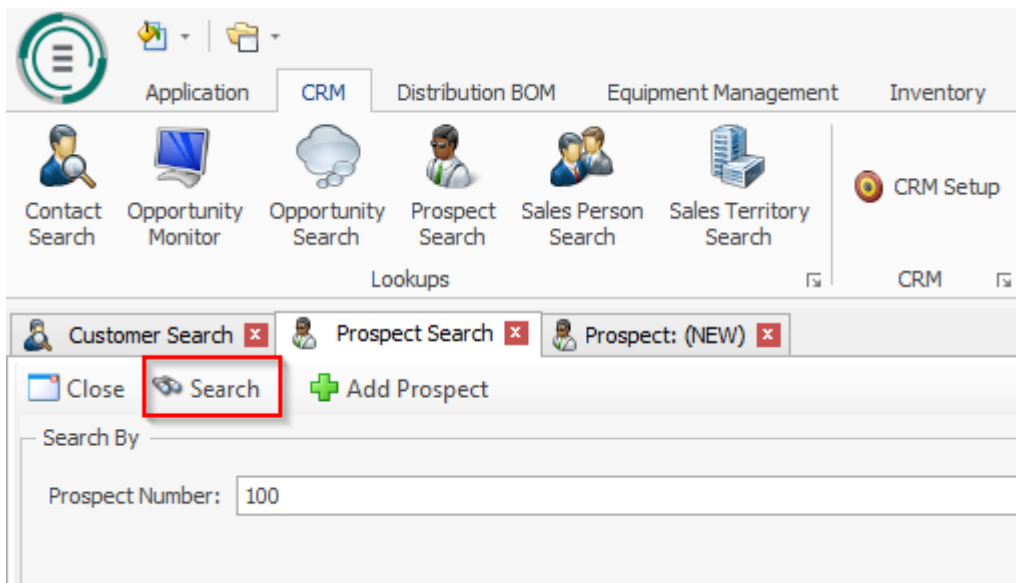 Application CRM Distribution BOM Equipment Management Inventory
Contact Search
Opportunity Monitor
Opportunity Search
Prospect Search
Sales Person Search
Sales Territory Search
CRM Setup
Lookups CRM
Customer Search Prospect Search Prospect: (NEW)
Close Search Add Prospect
Search By
Prospect Number: 100